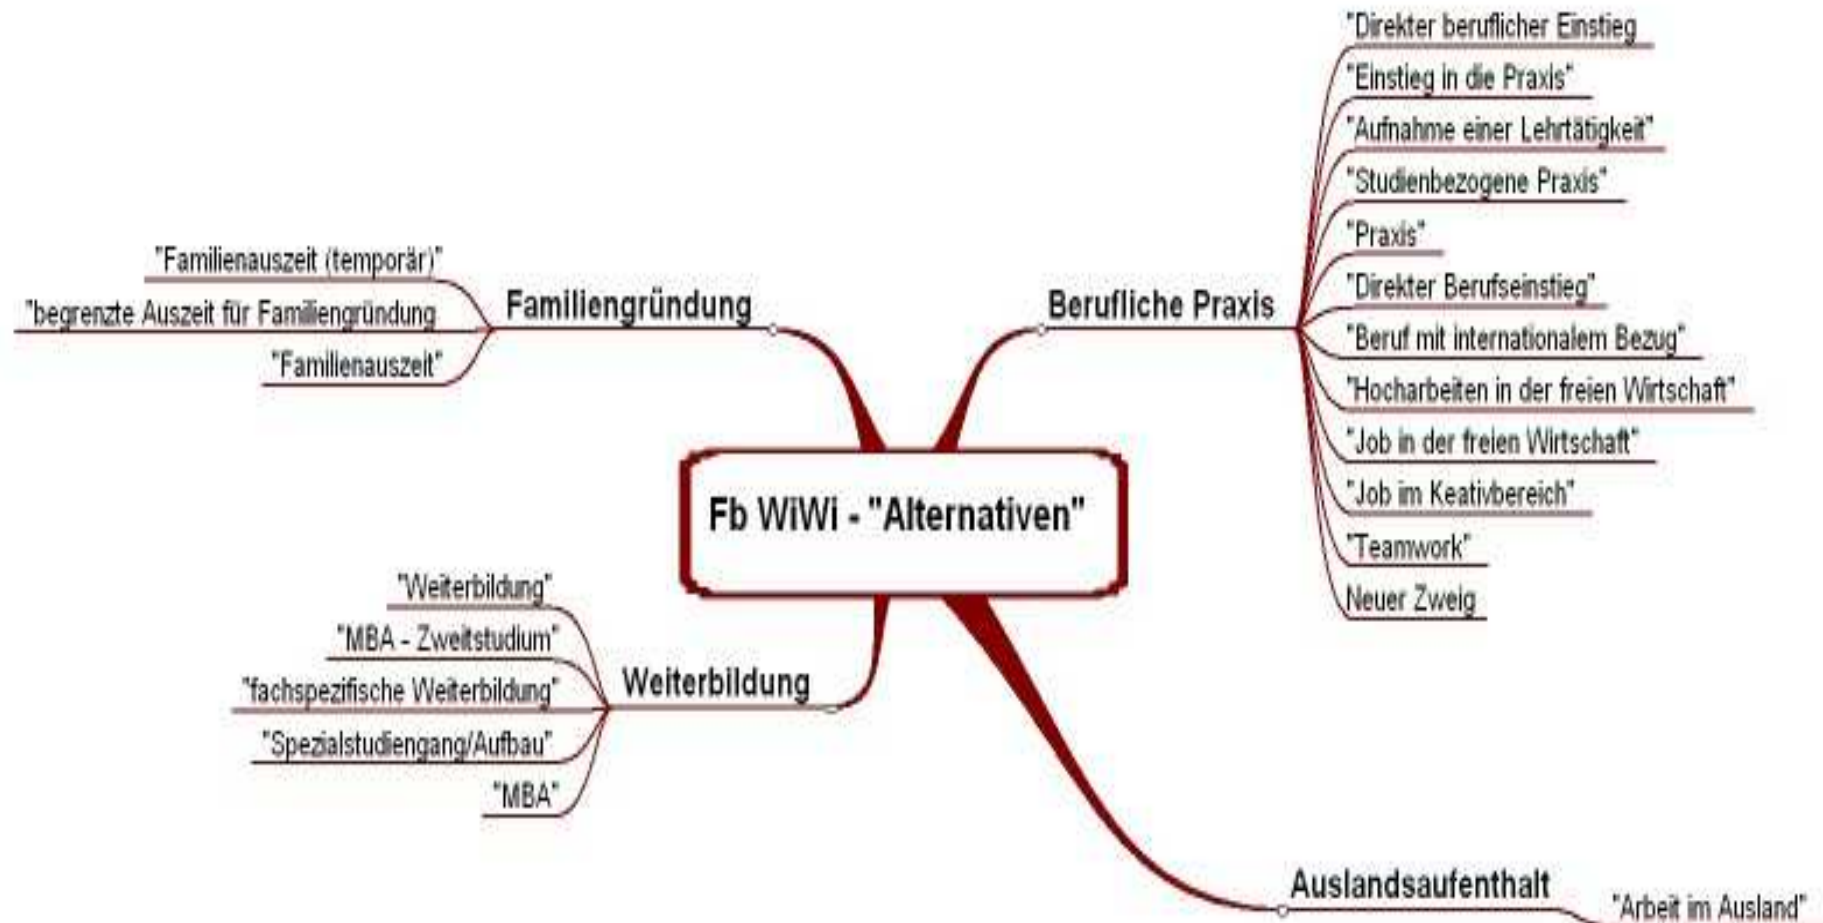 Fb WiWi - "Alternativen"
Familiengründung
"Familienauszeit (temporär)"
"begrenzte Auszeit für Familiengründung
"Familienauszeit"
Berufliche Praxis
"Direkter beruflicher Einstieg
"Einstieg in die Praxis"
"Aufnahme einer Lehrtätigkeit"
"Studienbezogene Praxis"
"Praxis"
"Direkter Berufseinstieg"
"Beruf mit internationalem Bezug"
"Hocharbeiten in der freien Wirtschaft"
"Job in der freien Wirtschaft"
"Job im Keativbereich"
"Teamwork"
Neuer Zweig
Weiterbildung
"Weiterbildung"
"MBA - Zweitstudium"
"fachspezifische Weiterbildung"
"Spezialstudiengang/Aufbau"
"MBA"
Auslandsaufenthalt
"Arbeit im Ausland"